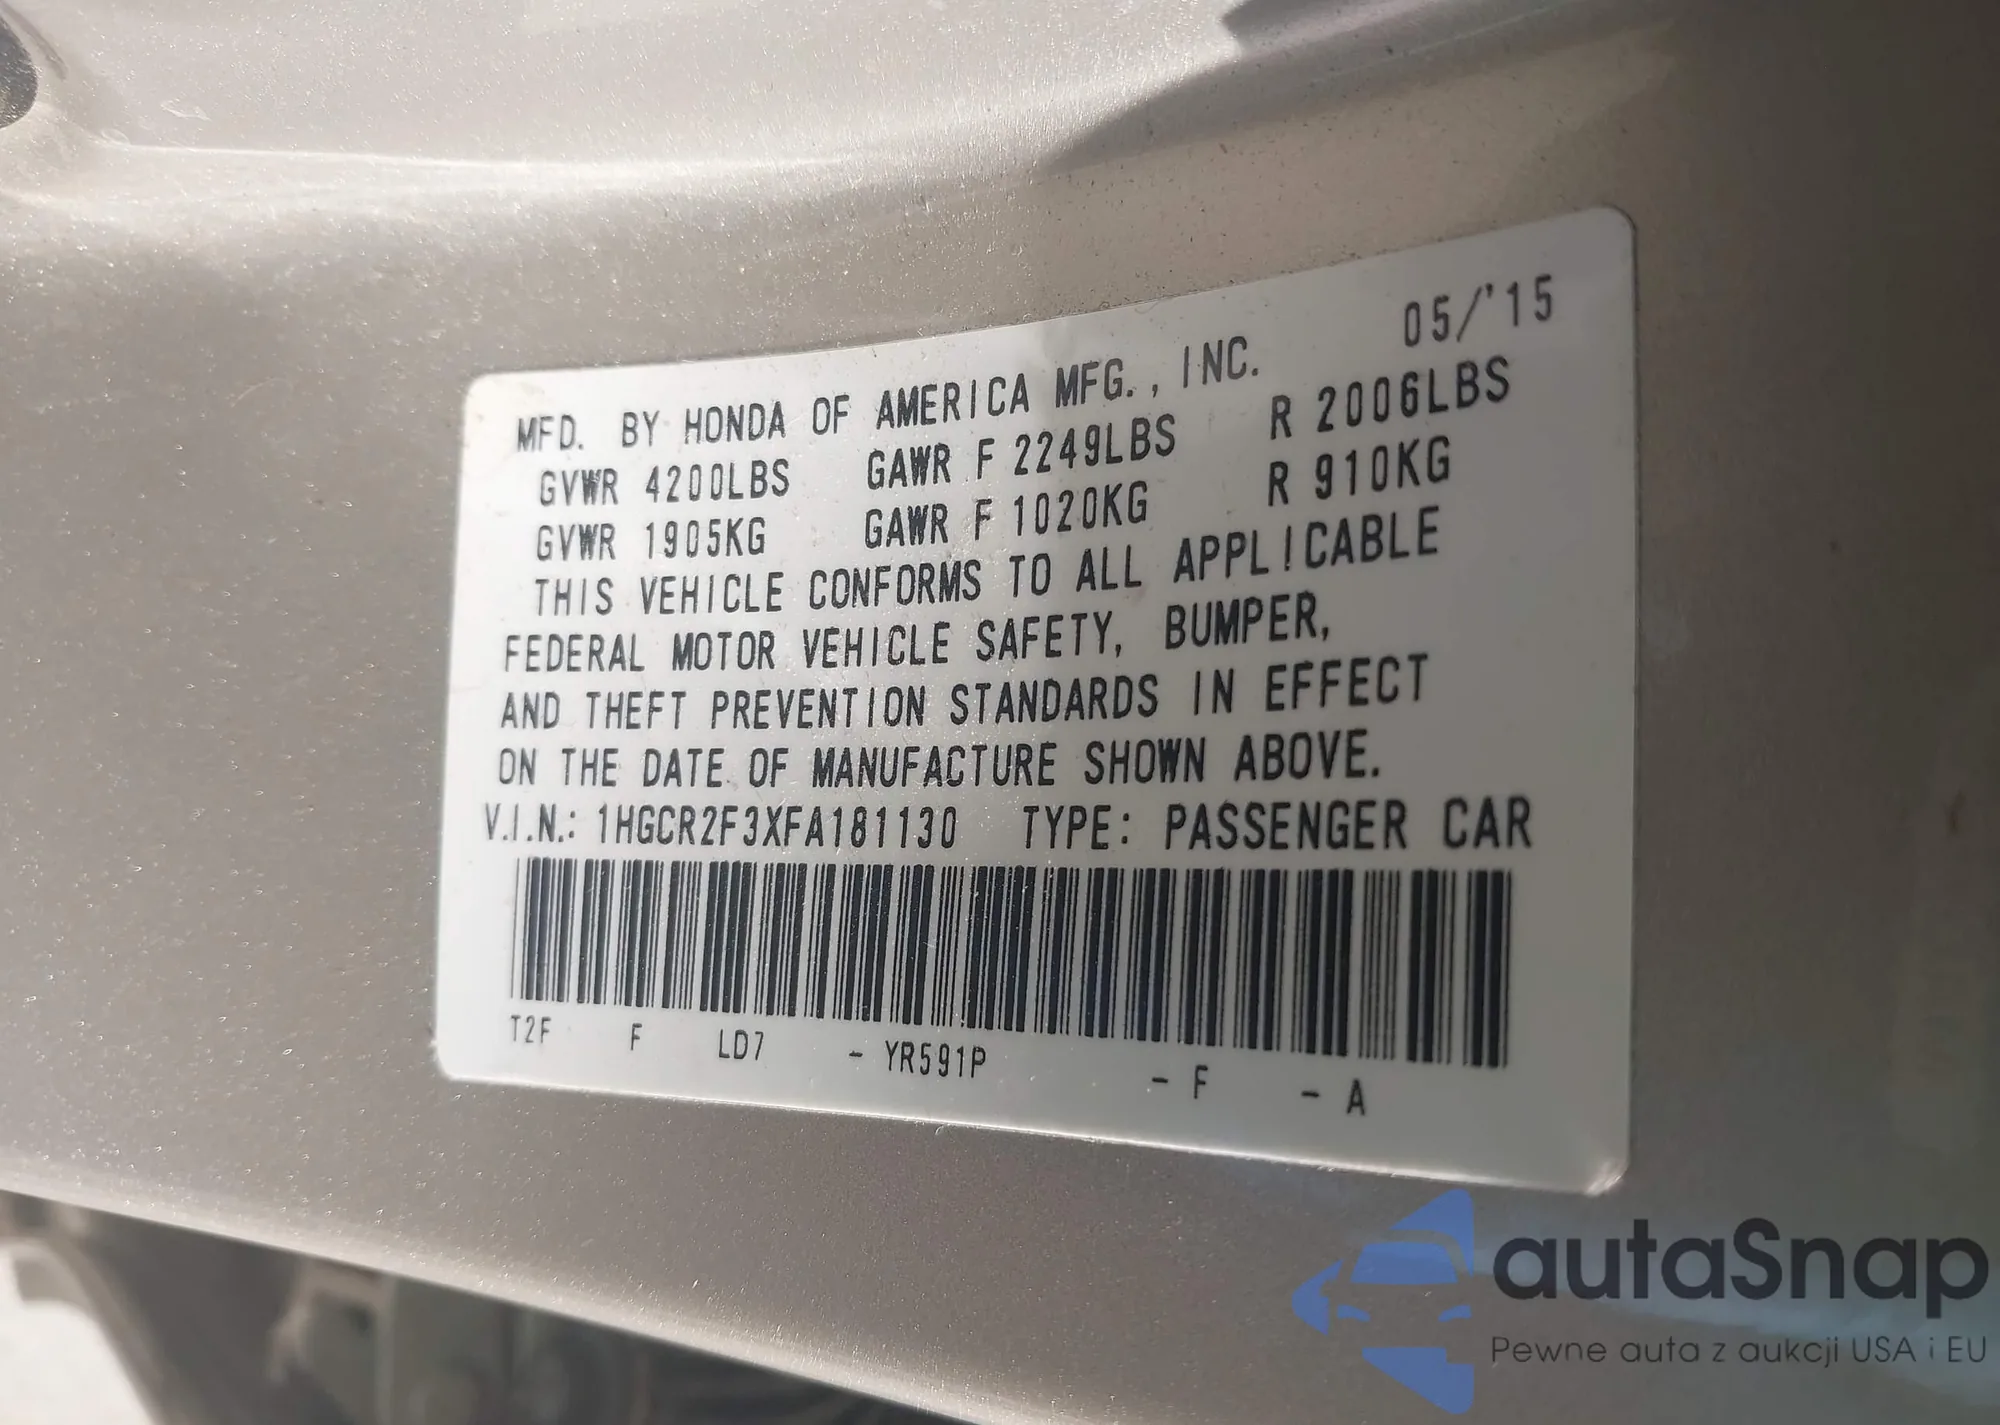 05/'15
MFD. BY HONDA OF AMERICA MFG., INC.
GVWR 4200LBS GAWR F 2249LBS R 2006LBS
GVWR 1905KG GAWR F 1020KG R 910KG
THIS VEHICLE CONFORMS TO ALL APPLICABLE
FEDERAL MOTOR VEHICLE SAFETY, BUMPER,
AND THEFT PREVENTION STANDARDS IN EFFECT
ON THE DATE OF MANUFACTURE SHOWN ABOVE.
V.I.N.: 1HGCR2F3XFA181130 TYPE: PASSENGER CAR
T2F F LD7 - YR591P - F - A
autaSnap
Pewne auta z aukcji USA i EU